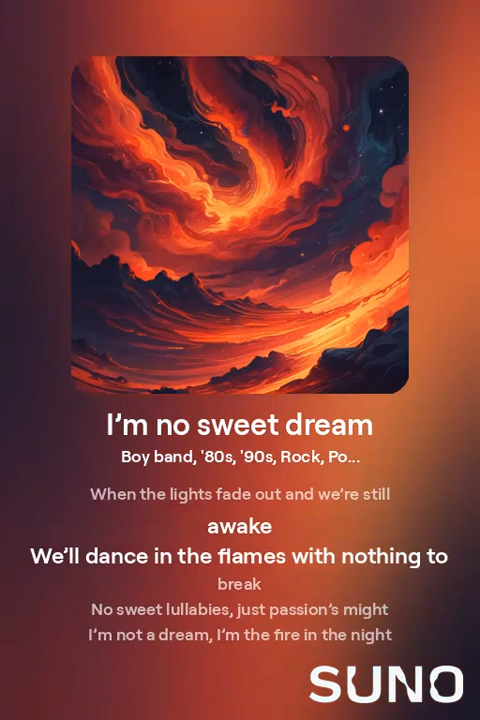 I'm no sweet dream
Boy band, '80s, '90s, Rock, Po...
When the lights fade out and we're still
awake
We'll dance in the flames with nothing to
break
No sweet lullabies, just passion's might
I'm not a dream, I'm the fire in the night
SUNO